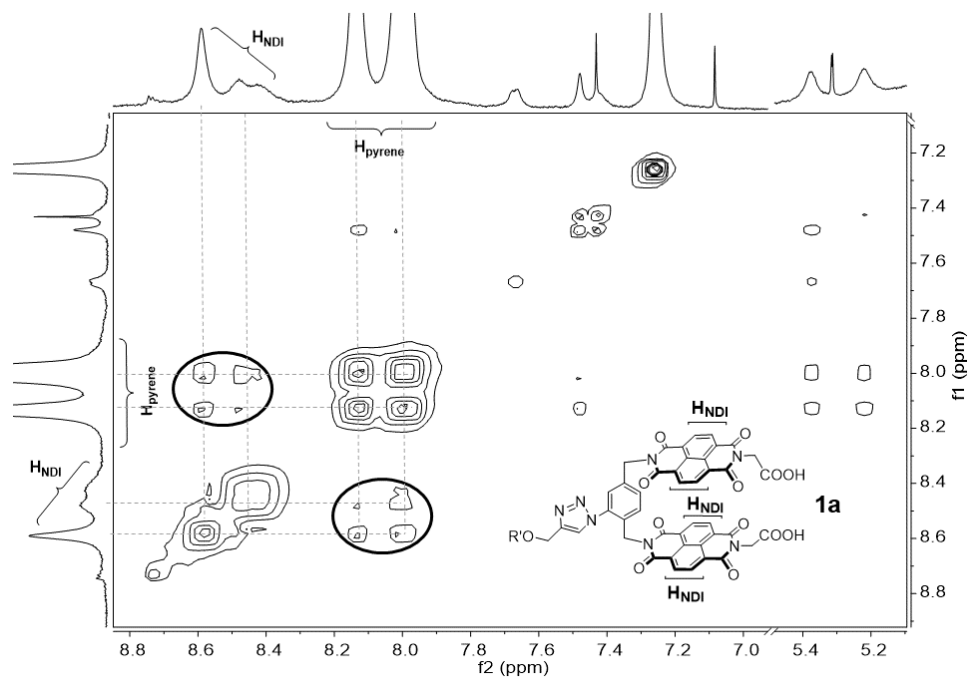 H_NDI
H_pyrene
7.2
7.4
7.6
7.8
8.0
8.2
8.4
8.6
8.8
f1 (ppm)
H_pyrene
H_NDI
H_NDI
O
O
N
N
O
O
COOH
1a
H_NDI
N=N
N
R'O
H_NDI
O
O
N
N
O
O
COOH
H_NDI
8.8 8.6 8.4 8.2 8.0 7.8 7.6 7.4 7.2 7.0 5.4 5.2
f2 (ppm)